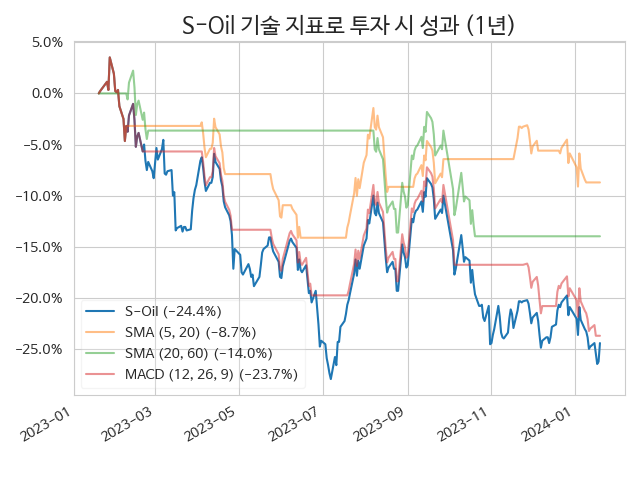 S-Oil 기술 지표로 투자 시 성과 (1년)
5.0%
0.0%
−5.0%
−10.0%
−15.0%
−20.0%
−25.0%
S-Oil (−24.4%)
SMA (5, 20) (−8.7%)
SMA (20, 60) (−14.0%)
MACD (12, 26, 9) (−23.7%)
2023-01
2023-03
2023-05
2023-07
2023-09
2023-11
2024-01